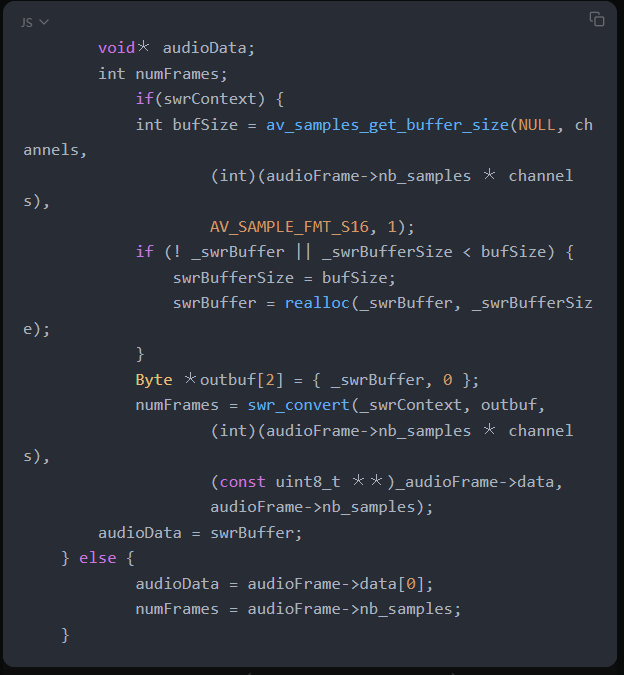 JS
void* audioData;
int numFrames;
if(swrContext) {
int bufSize = av_samples_get_buffer_size(NULL, ch
annels,
(int)(audioFrame->nb_samples * channel
s),
AV_SAMPLE_FMT_S16, 1);
if (! _swrBuffer || _swrBufferSize < bufSize) {
swrBufferSize = bufSize;
swrBuffer = realloc(_swrBuffer, _swrBufferSiz
e);
}
Byte *outbuf[2] = { _swrBuffer, 0 };
numFrames = swr_convert(_swrContext, outbuf,
(int)(audioFrame->nb_samples * channel
s),
(const uint8_t **)_audioFrame->data,
audioFrame->nb_samples);
audioData = swrBuffer;
} else {
audioData = audioFrame->data[0];
numFrames = audioFrame->nb_samples;
}